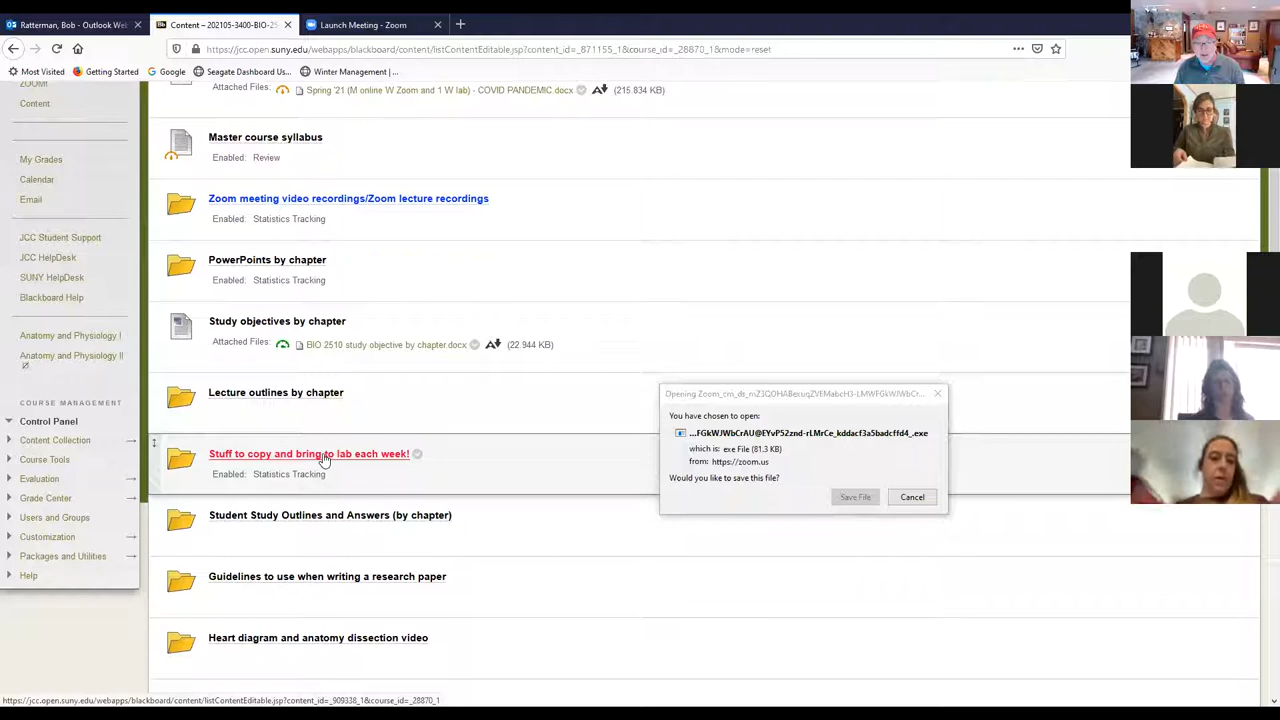 Ratterman, Bob - Outlook Web
Content – 202105-3400-BIO-25
Launch Meeting - Zoom
https://jcc.open.suny.edu/webapps/blackboard/content/listContentEditable.jsp?content_id=_871155_1&course_id=_28870_1&mode=reset
Most Visited
Getting Started
Google
Seagate Dashboard Us...
Winter Management | ...
ZOOM!
Content
My Grades
Calendar
Email
JCC Student Support
JCC HelpDesk
SUNY HelpDesk
Blackboard Help
Anatomy and Physiology I
Anatomy and Physiology II
COURSE MANAGEMENT
Control Panel
Content Collection
Course Tools
Evaluation
Grade Center
Users and Groups
Customization
Packages and Utilities
Help
Attached Files: Spring '21 (M online W Zoom and 1 W lab) - COVID PANDEMIC.docx (215.834 KB)
Master course syllabus
Enabled: Review
Zoom meeting video recordings/Zoom lecture recordings
Enabled: Statistics Tracking
PowerPoints by chapter
Enabled: Statistics Tracking
Study objectives by chapter
Attached Files: BIO 2510 study objective by chapter.docx (22.944 KB)
Lecture outlines by chapter
Stuff to copy and bring to lab each week!
Enabled: Statistics Tracking
Student Study Outlines and Answers (by chapter)
Guidelines to use when writing a research paper
Heart diagram and anatomy dissection video
You have chosen to open:
which is: exe File (81.3 KB)
from: https://zoom.us
Would you like to save this file?
Save File
Cancel
https://jcc.open.suny.edu/webapps/blackboard/content/listContentEditable.jsp?content_id=_909338_1&course_id=_28870_1